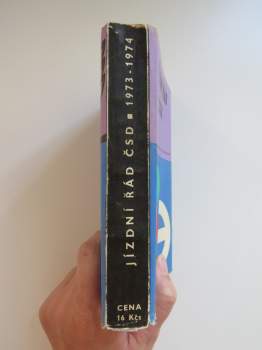 JÍZDNÍ ŘÁD ČSD ■ 1973-1974
CENA
16 Kčs